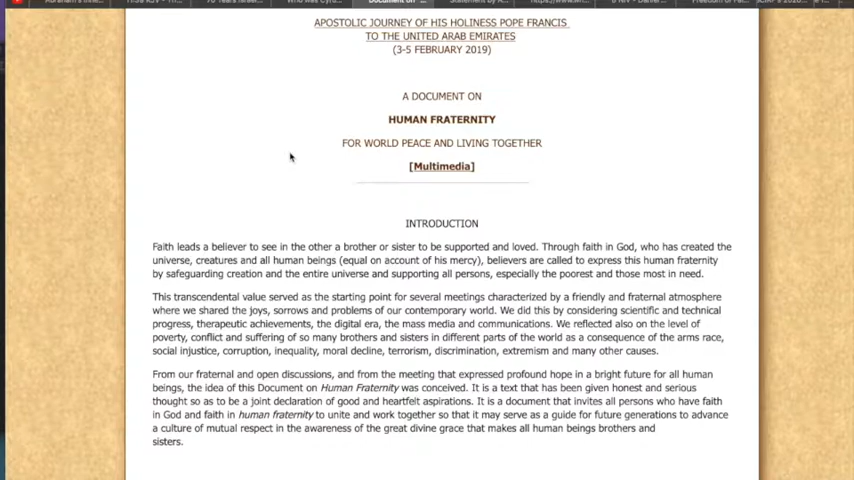 70 Years Israel...
Document on ...
Statement by A...
APOSTOLIC JOURNEY OF HIS HOLINESS POPE FRANCIS
TO THE UNITED ARAB EMIRATES
(3-5 FEBRUARY 2019)
A DOCUMENT ON
HUMAN FRATERNITY
FOR WORLD PEACE AND LIVING TOGETHER
[Multimedia]
INTRODUCTION
Faith leads a believer to see in the other a brother or sister to be supported and loved. Through faith in God, who has created the
universe, creatures and all human beings (equal on account of his mercy), believers are called to express this human fraternity
by safeguarding creation and the entire universe and supporting all persons, especially the poorest and those most in need.
This transcendental value served as the starting point for several meetings characterized by a friendly and fraternal atmosphere
where we shared the joys, sorrows and problems of our contemporary world. We did this by considering scientific and technical
progress, therapeutic achievements, the digital era, the mass media and communications. We reflected also on the level of
poverty, conflict and suffering of so many brothers and sisters in different parts of the world as a consequence of the arms race,
social injustice, corruption, inequality, moral decline, terrorism, discrimination, extremism and many other causes.
From our fraternal and open discussions, and from the meeting that expressed profound hope in a bright future for all human
beings, the idea of this Document on Human Fraternity was conceived. It is a text that has been given honest and serious
thought so as to be a joint declaration of good and heartfelt aspirations. It is a document that invites all persons who have faith
in God and faith in human fraternity to unite and work together so that it may serve as a guide for future generations to advance
a culture of mutual respect in the awareness of the great divine grace that makes all human beings brothers and
sisters.